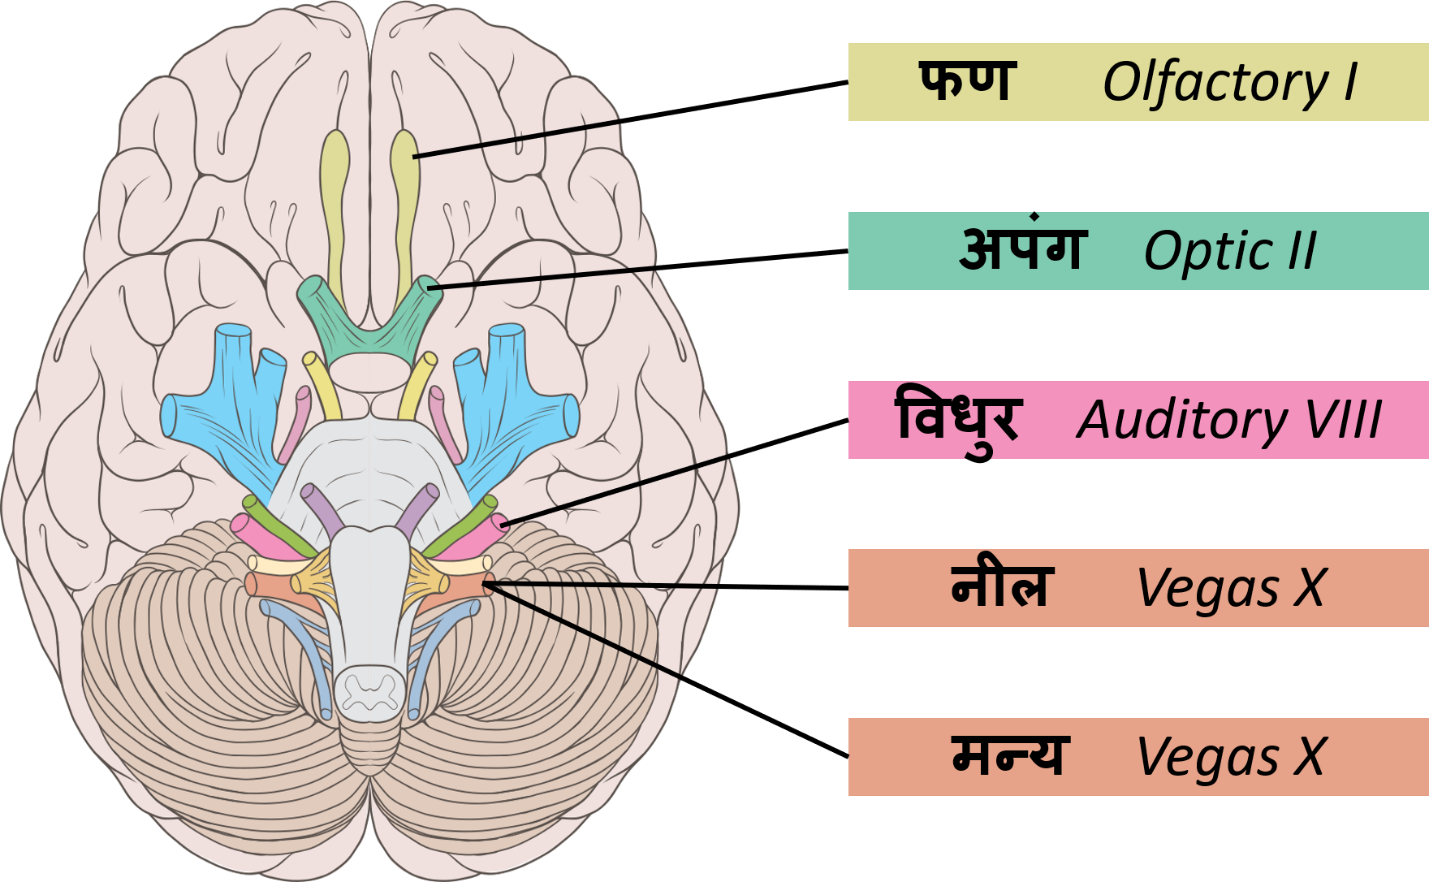 फण Olfactory I
अपंग Optic II
विधुर Auditory VIII
नील Vegas X
मन्य Vegas X